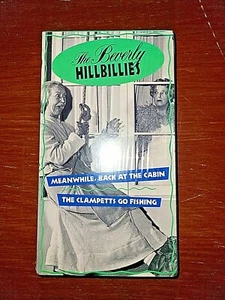 The Beverly
HILLBILLIES
MEANWHILE, BACK AT THE CABIN
THE CLAMPETTS GO FISHING